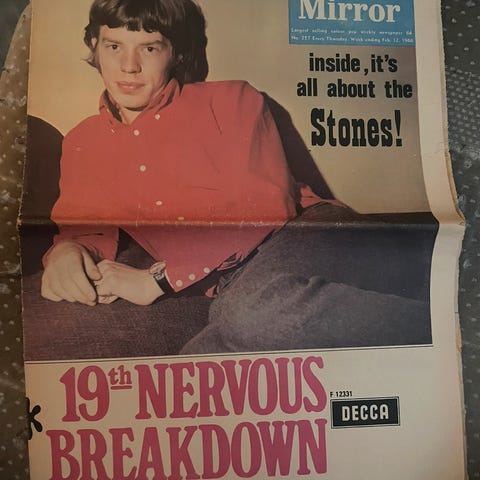 Mirror
Largest selling colour pop weekly newspaper 6d
No. 257 Every Thursday. Week ending Feb. 12, 1966
inside, it's
all about the
Stones!
19th NERVOUS
BREAKDOWN
F 12331
DECCA